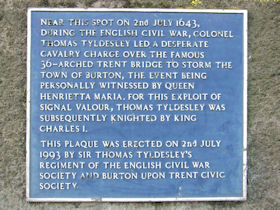 NEAR THIS SPOT ON 2nd JULY 1643,
DURING THE ENGLISH CIVIL WAR, COLONEL
THOMAS TYLDESLEY LED A DESPERATE
CAVALRY CHARGE OVER THE FAMOUS
36-ARCHED TRENT BRIDGE TO STORM THE
TOWN OF BURTON, THE EVENT BEING
PERSONALLY WITNESSED BY QUEEN
HENRIETTA MARIA. FOR THIS EXPLOIT OF
SIGNAL VALOUR, THOMAS TYLDESLEY WAS
SUBSEQUENTLY KNIGHTED BY KING
CHARLES I.
THIS PLAQUE WAS ERECTED ON 2nd JULY
1993 BY SIR THOMAS TYLDESLEY'S
REGIMENT OF THE ENGLISH CIVIL WAR
SOCIETY AND BURTON UPON TRENT CIVIC
SOCIETY.